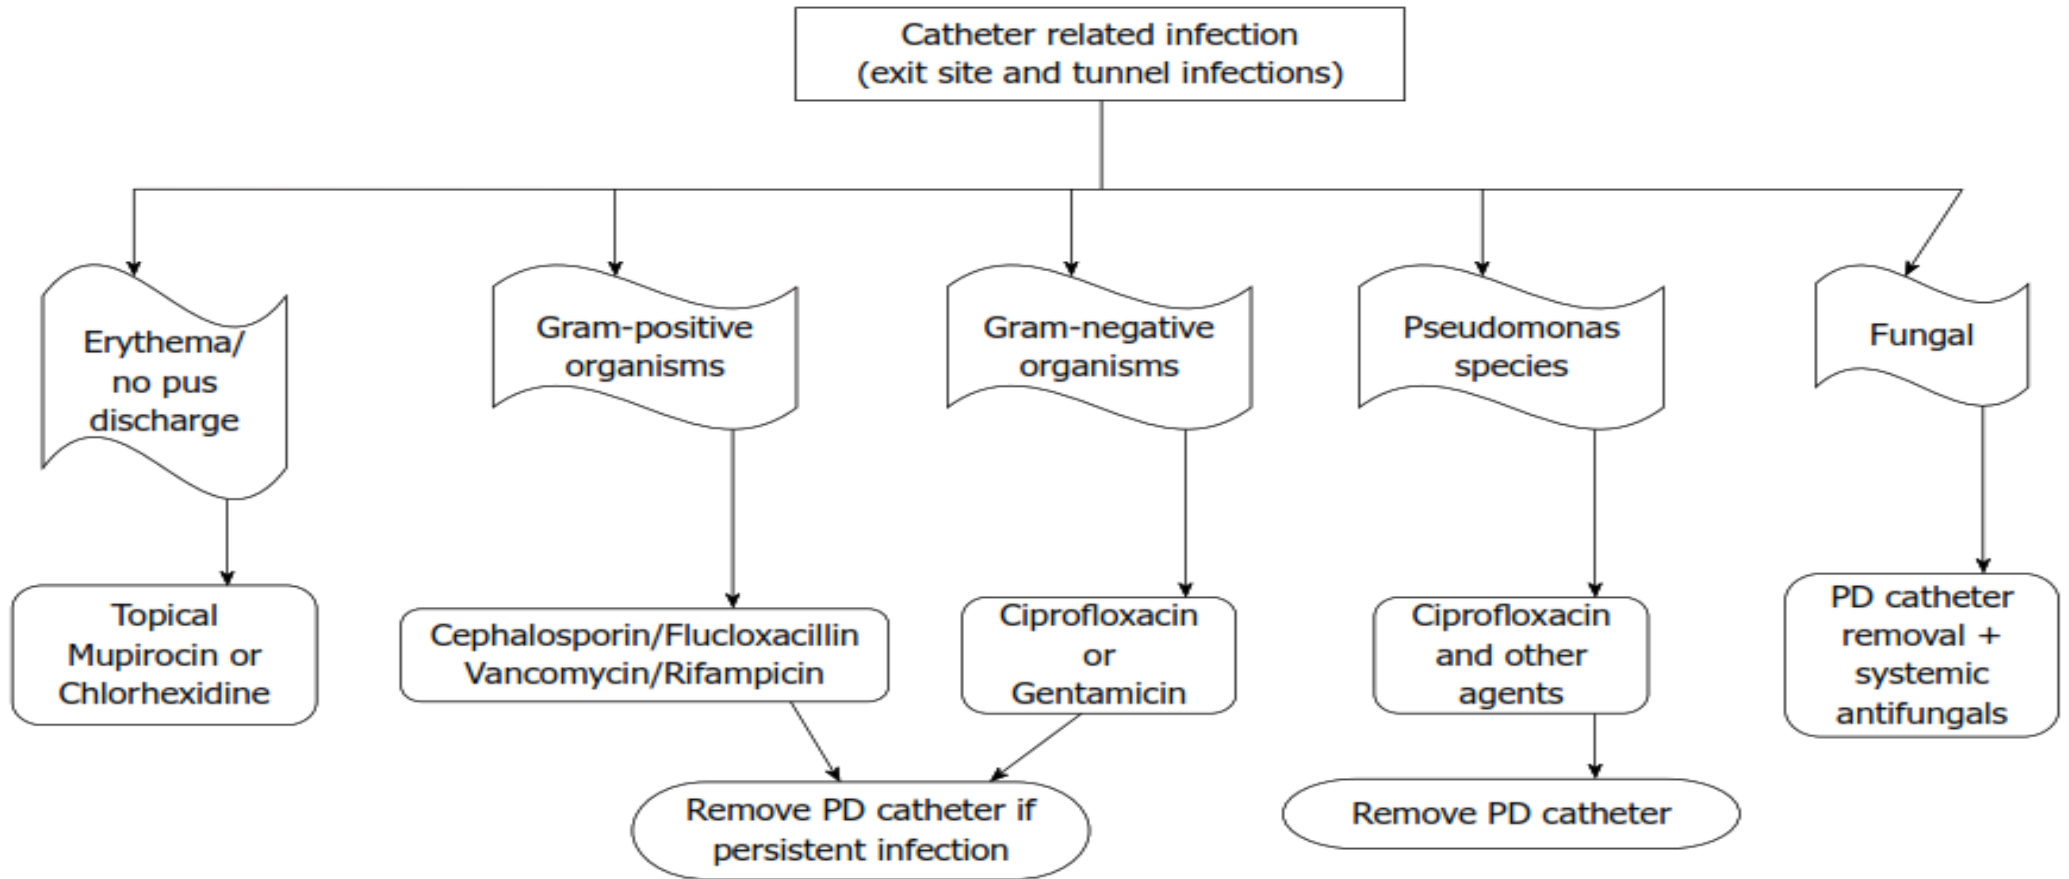 Catheter related infection
(exit site and tunnel infections)
Erythema/
no pus
discharge
Gram-positive
organisms
Gram-negative
organisms
Pseudomonas
species
Fungal
Topical
Mupirocin or
Chlorhexidine
Cephalosporin/Flucloxacillin
Vancomycin/Rifampicin
Ciprofloxacin
or
Gentamicin
Ciprofloxacin
and other
agents
PD catheter
removal +
systemic
antifungals
Remove PD catheter if
persistent infection
Remove PD catheter